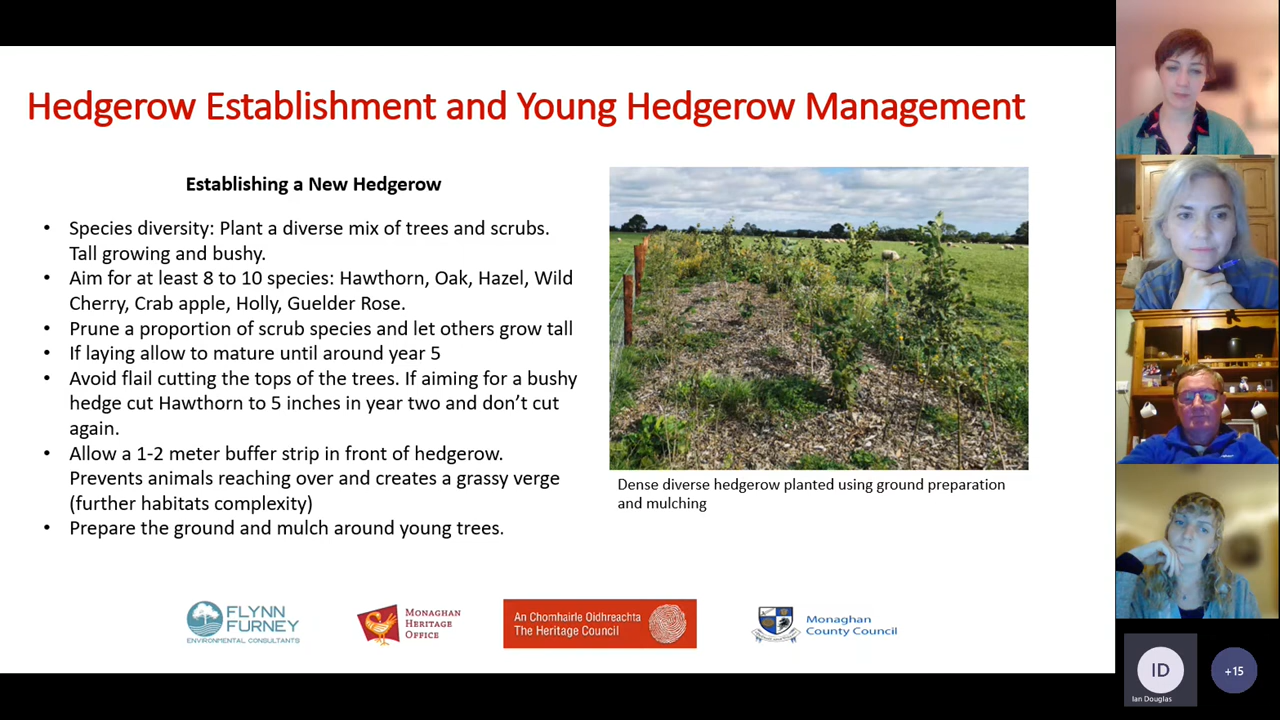 Hedgerow Establishment and Young Hedgerow Management
Establishing a New Hedgerow
• Species diversity: Plant a diverse mix of trees and scrubs.
Tall growing and bushy.
• Aim for at least 8 to 10 species: Hawthorn, Oak, Hazel, Wild
Cherry, Crab apple, Holly, Guelder Rose.
• Prune a proportion of scrub species and let others grow tall
• If laying allow to mature until around year 5
• Avoid flail cutting the tops of the trees. If aiming for a bushy
hedge cut Hawthorn to 5 inches in year two and don’t cut
again.
• Allow a 1-2 meter buffer strip in front of hedgerow.
Prevents animals reaching over and creates a grassy verge
(further habitats complexity)
• Prepare the ground and mulch around young trees.
Dense diverse hedgerow planted using ground preparation
and mulching
FLYNN
FURNEY
ENVIRONMENTAL CONSULTANTS
MONAGHAN
HERITAGE
OFFICE
An Chomhairle Oidhreachta
The Heritage Council
Monaghan
County Council
ID
Ian Douglas
+15